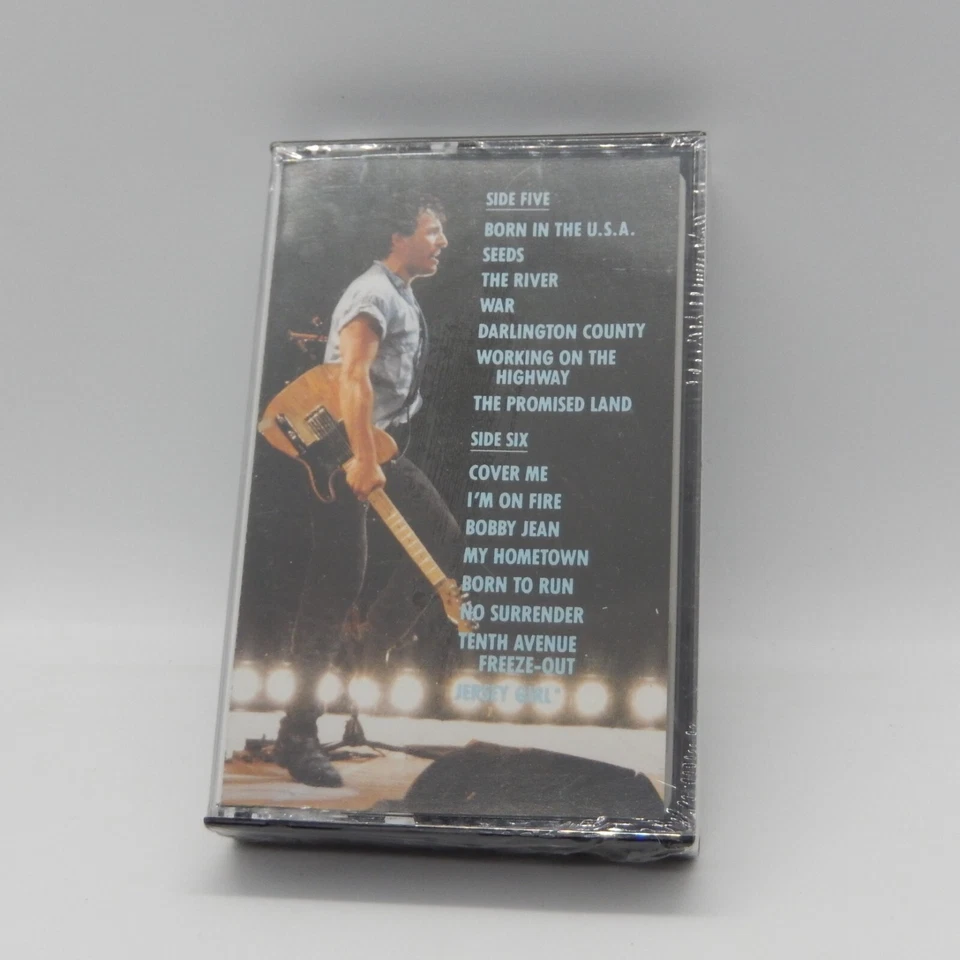 SIDE FIVE
BORN IN THE U.S.A.
SEEDS
THE RIVER
WAR
DARLINGTON COUNTY
WORKING ON THE
HIGHWAY
THE PROMISED LAND
SIDE SIX
COVER ME
I'M ON FIRE
BOBBY JEAN
MY HOMETOWN
BORN TO RUN
NO SURRENDER
TENTH AVENUE
FREEZE-OUT
JERSEY GIRL*